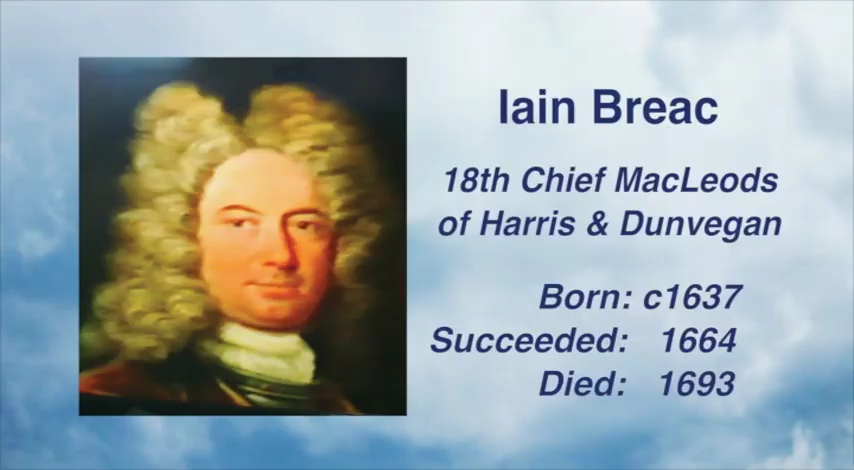 Iain Breac
18th Chief MacLeods
of Harris & Dunvegan
Born: c1637
Succeeded: 1664
Died: 1693